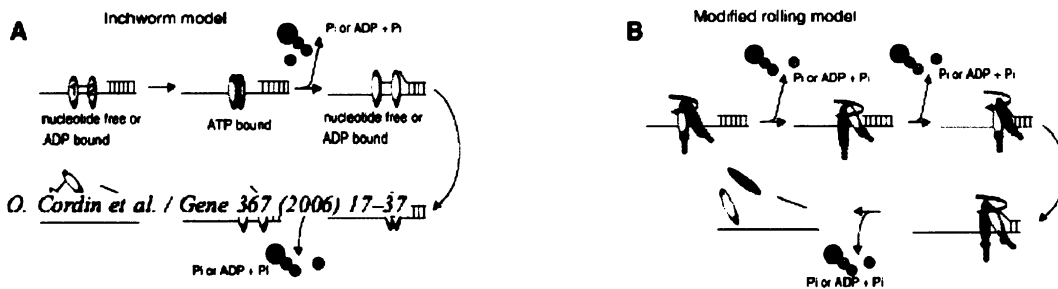 A
Inchworm model
Pi or ADP + Pi
nucleotide free or
ADP bound
ATP bound
nucleotide free or
ADP bound
O. Cordin et al. / Gene 367 (2006) 17–37
Pi or ADP + Pi
B
Modified rolling model
Pi or ADP + Pi
Pi or ADP + Pi
Pi or ADP + Pi